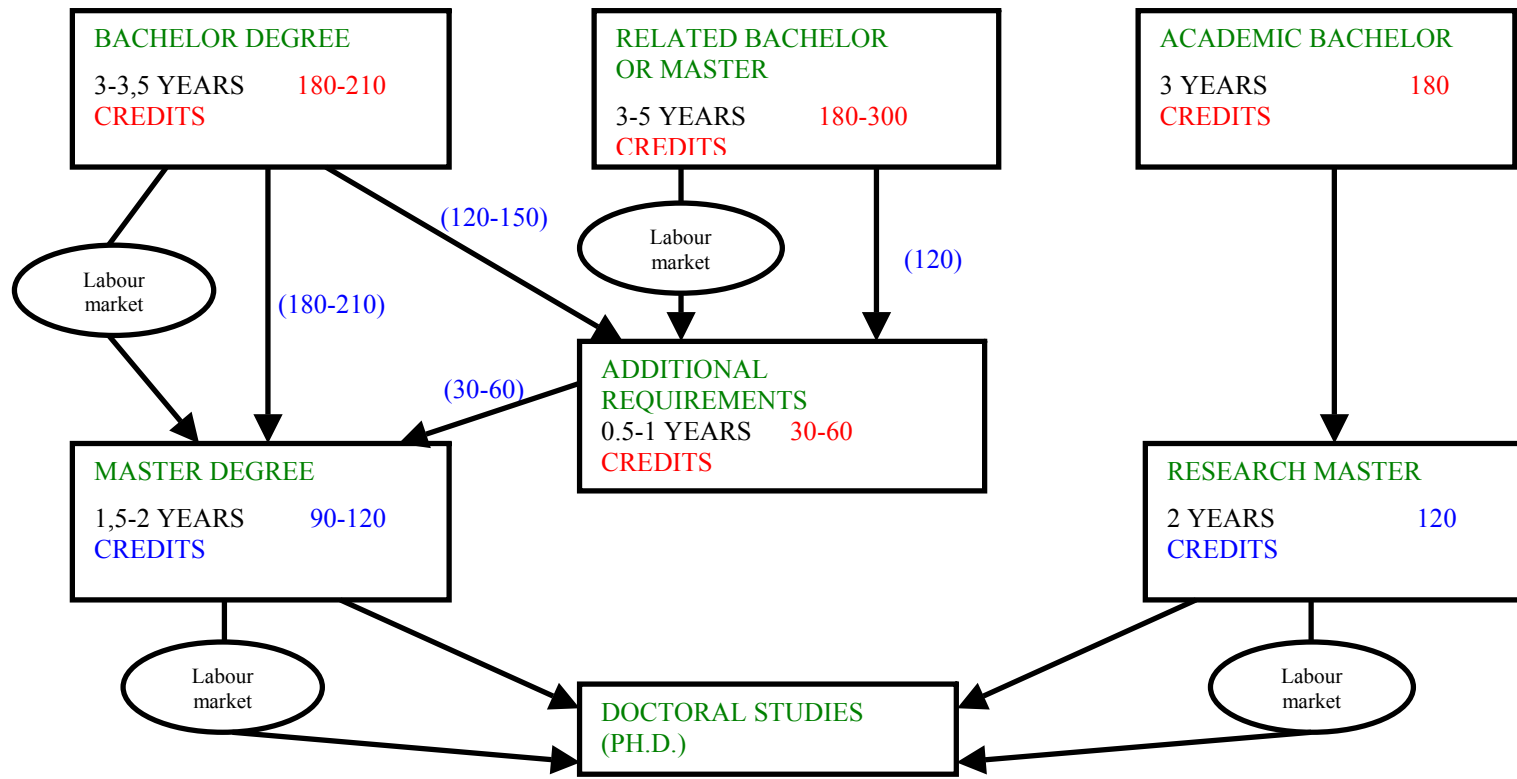 BACHELOR DEGREE
3-3,5 YEARS 180-210
CREDITS
RELATED BACHELOR
OR MASTER
3-5 YEARS 180-300
CREDITS
ACADEMIC BACHELOR
3 YEARS 180
CREDITS
(120-150)
Labour
market
(120)
Labour
market
(180-210)
(30-60)
ADDITIONAL
REQUIREMENTS
0.5-1 YEARS 30-60
CREDITS
MASTER DEGREE
1,5-2 YEARS 90-120
CREDITS
RESEARCH MASTER
2 YEARS 120
CREDITS
Labour
market
Labour
market
DOCTORAL STUDIES
(PH.D.)